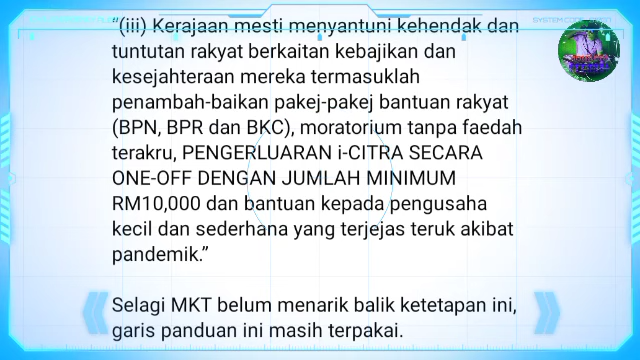 “(iii) Kerajaan mesti menyantuni kehendak dan
tuntutan rakyat berkaitan kebajikan dan
kesejahteraan mereka termasuklah
penambah-baikan pakej-pakej bantuan rakyat
(BPN, BPR dan BKC), moratorium tanpa faedah
terakru, PENGERLUARAN i-CITRA SECARA
ONE-OFF DENGAN JUMLAH MINIMUM
RM10,000 dan bantuan kepada pengusaha
kecil dan sederhana yang terjejas teruk akibat
pandemik.”
Selagi MKT belum menarik balik ketetapan ini,
garis panduan ini masih terpakai.